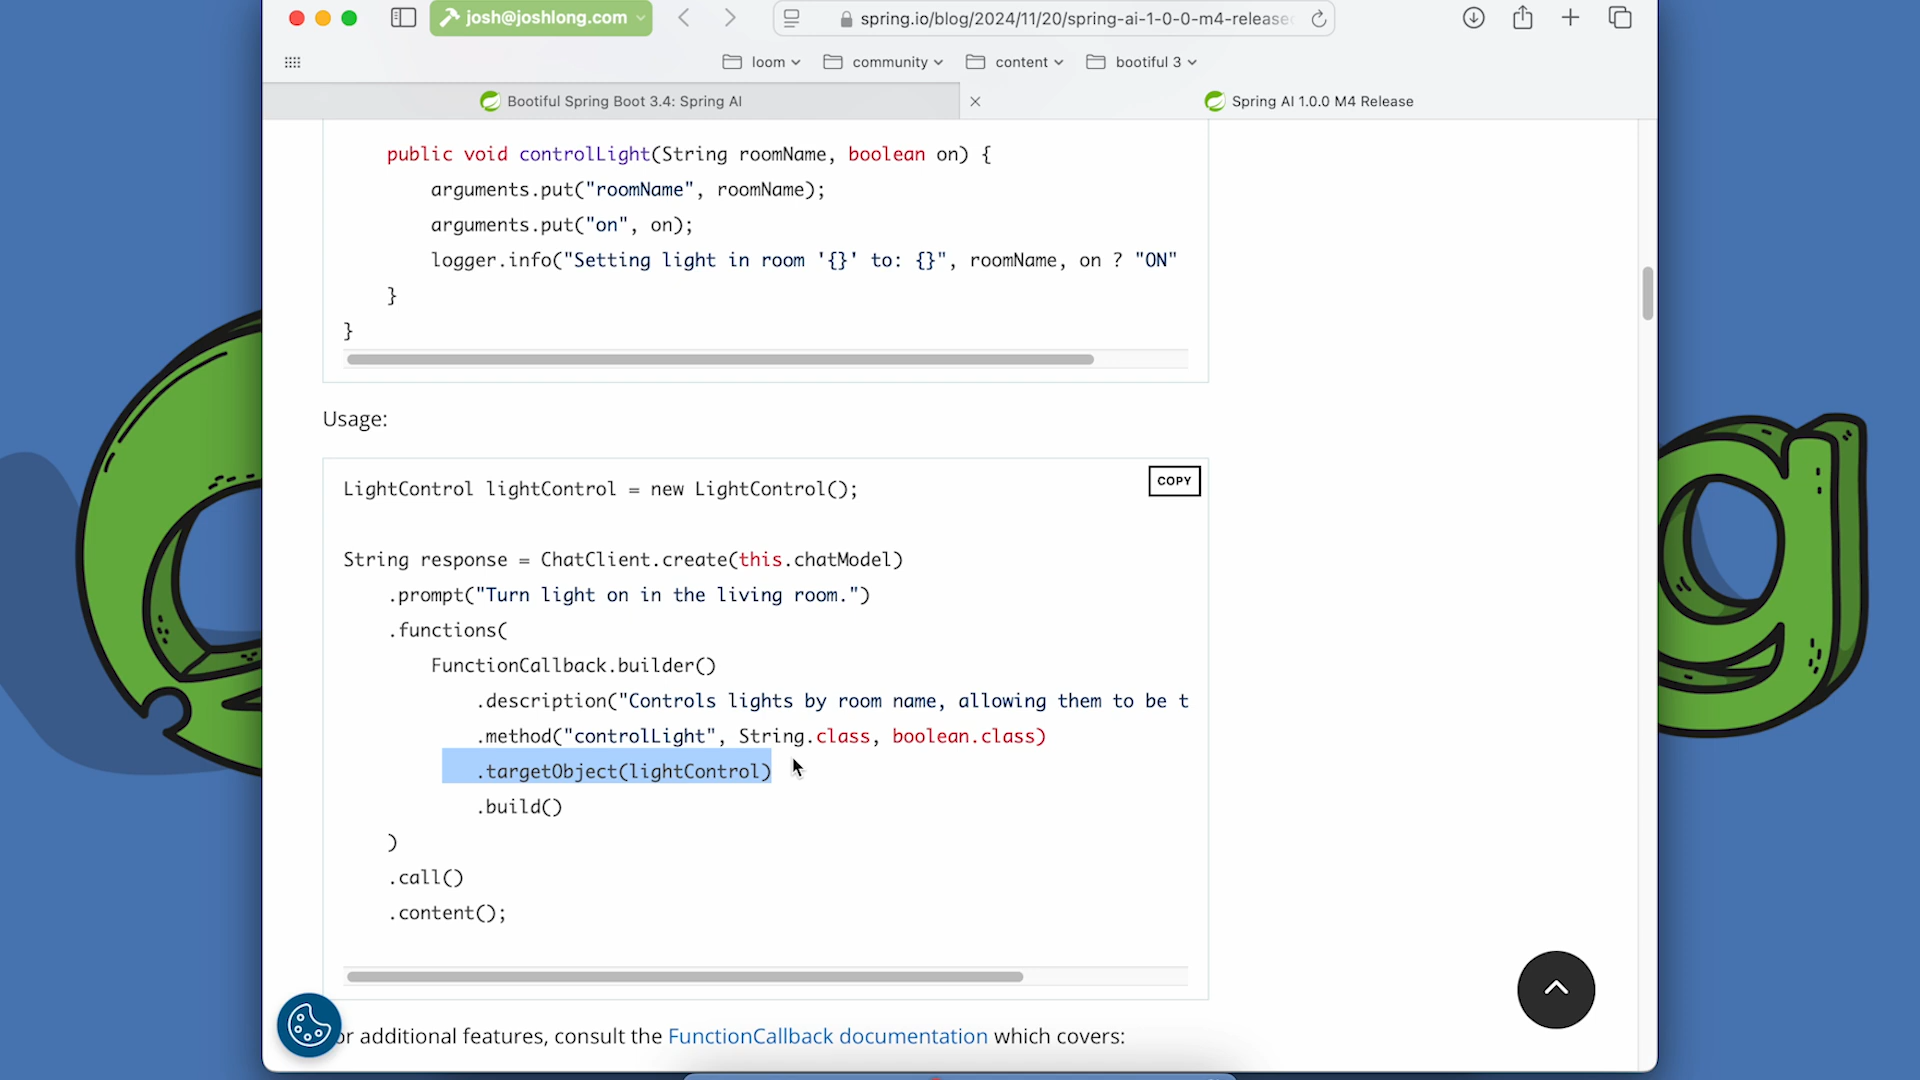 josh@joshlong.com
spring.io/blog/2024/11/20/spring-ai-1-0-0-m4-release
loom
community
content
bootiful 3
Bootiful Spring Boot 3.4: Spring AI
Spring AI 1.0.0 M4 Release
public void controlLight(String roomName, boolean on) {
arguments.put("roomName", roomName);
arguments.put("on", on);
logger.info("Setting light in room '{}' to: {}", roomName, on ? "ON"
}
}
Usage:
COPY
LightControl lightControl = new LightControl();
String response = ChatClient.create(this.chatModel)
.prompt("Turn light on in the living room.")
.functions(
FunctionCallback.builder()
.description("Controls lights by room name, allowing them to be t
.method("controlLight", String.class, boolean.class)
.targetObject(lightControl)
.build()
)
.call()
.content();
or additional features, consult the FunctionCallback documentation which covers: